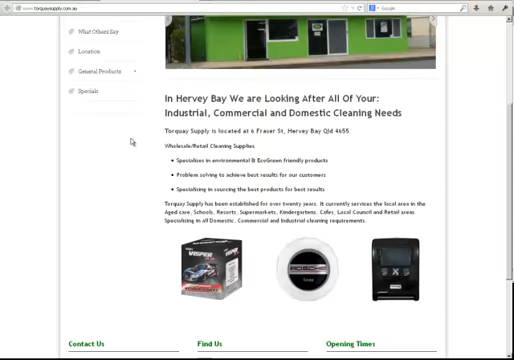 www.torquaysupply.com.au
Google
What Others Say
Location
General Products
Specials
In Hervey Bay We are Looking After All Of Your:
Industrial, Commercial and Domestic Cleaning Needs
Torquay Supply is located at 6 Fraser St, Hervey Bay Qld 4655:
Wholesale/Retail Cleaning Supplies
Specialises in environmental & EcoGreen friendly products
Problem solving to achieve best results for our customers
Specializing in sourcing the best products for best results
Torquay Supply has been established for over twenty years. It currently services the local area in the
Aged care, Schools, Resorts, Supermarkets, Kindergartens, Cafes, Local Council and Retail areas.
Specializing in all Domestic, Commercial and Industrial cleaning requirements.
VISPER
Contact Us
Find Us
Opening Times